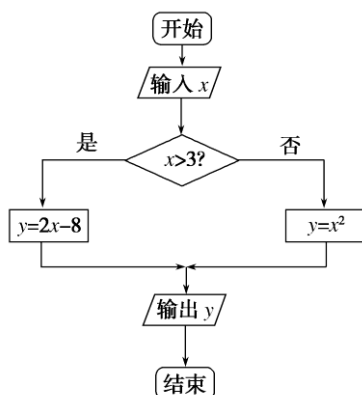 开始
输入 x
x>3?
是
否
y=2x−8
y=x²
输出 y
结束